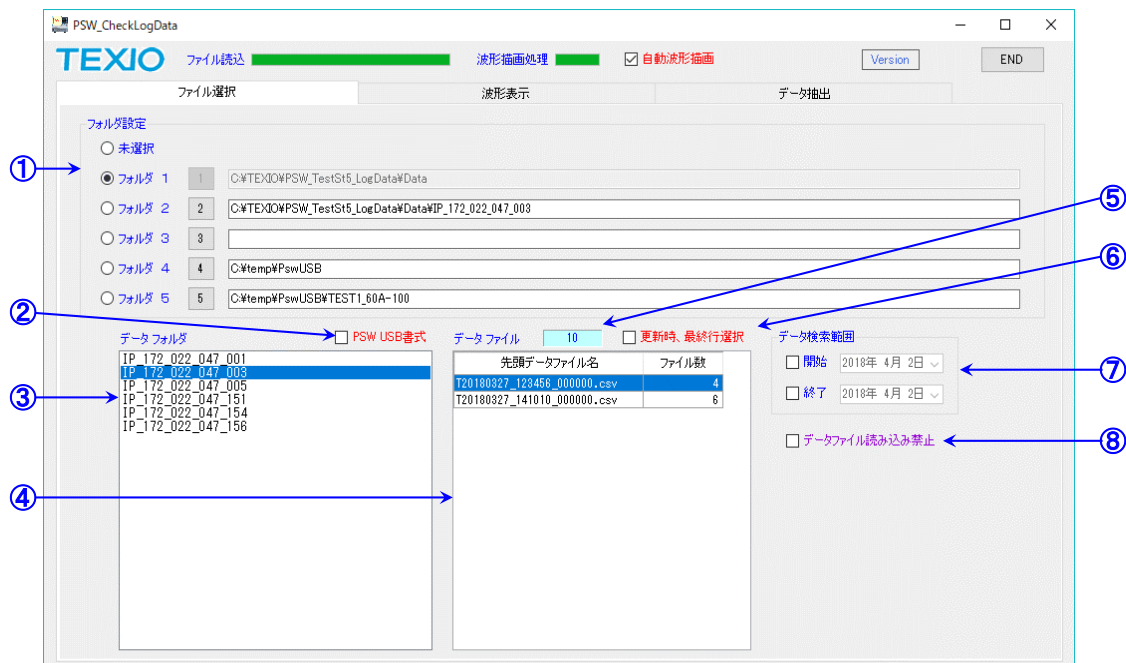 PSW_CheckLogData
TEXIO ファイル読込 波形描画処理 自動波形描画 Version END
ファイル選択 波形表示 データ抽出
フォルダ設定
未選択
①
フォルダ 1 1 C:¥TEXIO¥PSW_TestSt5_LogData¥Data
フォルダ 2 2 C:¥TEXIO¥PSW_TestSt5_LogData¥Data¥IP_172_022_047_003
⑤
フォルダ 3 3
⑥
フォルダ 4 4 C:¥temp¥PswUSB
フォルダ 5 5 C:¥temp¥PswUSB¥TEST1_60A-100
②
データフォルダ PSW USB書式 データファイル 10 更新時、最終行選択 データ検索範囲
IP_172_022_047_001
IP_172_022_047_003
IP_172_022_047_005
③
IP_172_022_047_151
IP_172_022_047_154
IP_172_022_047_156
先頭データファイル名 ファイル数
T20180327_123456_000000.csv 4
T20180327_141010_000000.csv 6
開始 2018年 4月 2日
⑦
終了 2018年 4月 2日
データファイル読み込み禁止
⑧
④